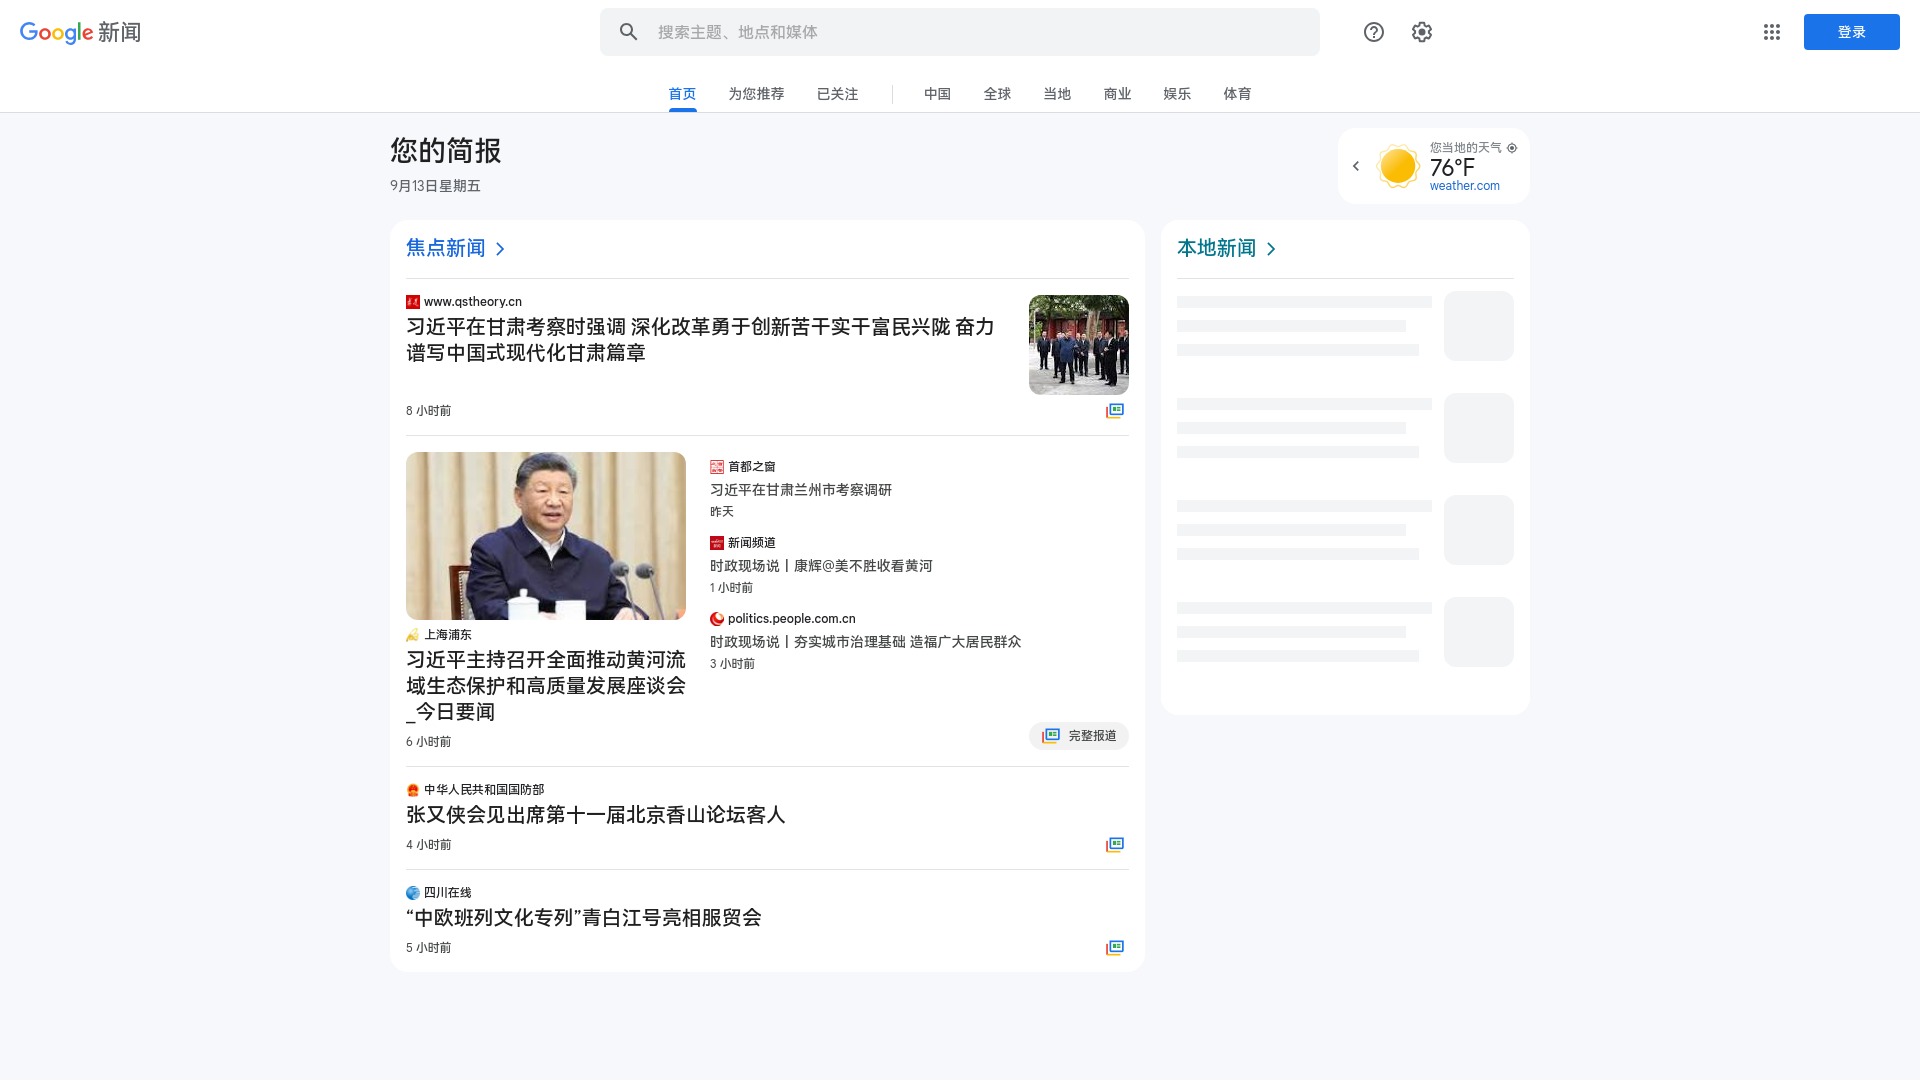 Google 新闻
搜索主题、地点和媒体
登录
首页
为您推荐
已关注
中国
全球
当地
商业
娱乐
体育
您的简报
9月13日星期五
您当地的天气
76°F
weather.com
焦点新闻
www.qstheory.cn
习近平在甘肃考察时强调 深化改革勇于创新苦干实干富民兴陇 奋力
谱写中国式现代化甘肃篇章
8 小时前
上海浦东
习近平主持召开全面推动黄河流
域生态保护和高质量发展座谈会
_今日要闻
6 小时前
首都之窗
习近平在甘肃兰州市考察调研
昨天
新闻频道
时政现场说丨康辉@美不胜收看黄河
1 小时前
politics.people.com.cn
时政现场说丨夯实城市治理基础 造福广大居民群众
3 小时前
完整报道
中华人民共和国国防部
张又侠会见出席第十一届北京香山论坛客人
4 小时前
四川在线
“中欧班列文化专列”青白江号亮相服贸会
5 小时前
本地新闻